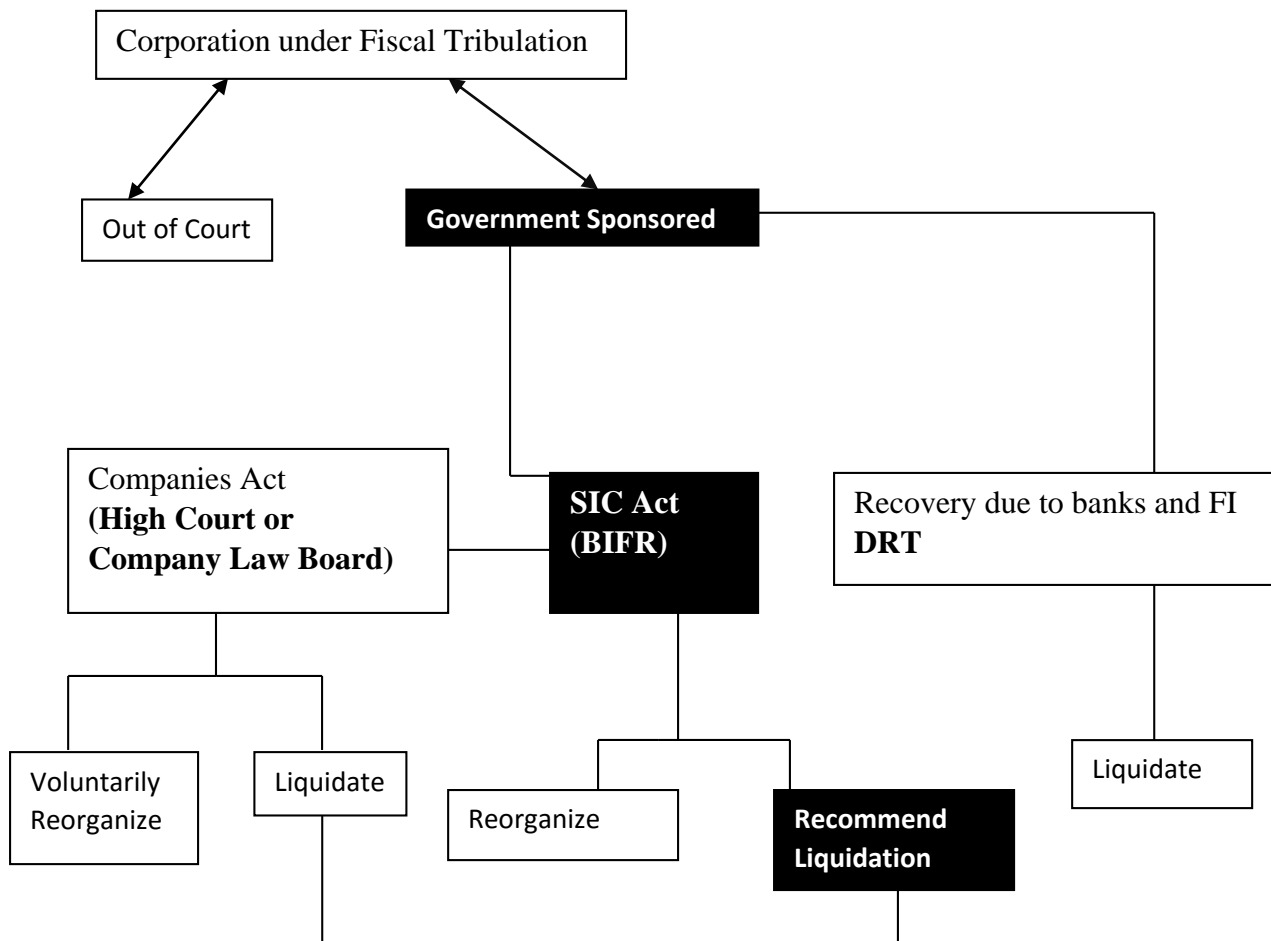 Corporation under Fiscal Tribulation
Out of Court
Government Sponsored
Companies Act
(High Court or
Company Law Board)
SIC Act
(BIFR)
Recovery due to banks and FI
DRT
Voluntarily
Reorganize
Liquidate
Reorganize
Recommend
Liquidation
Liquidate